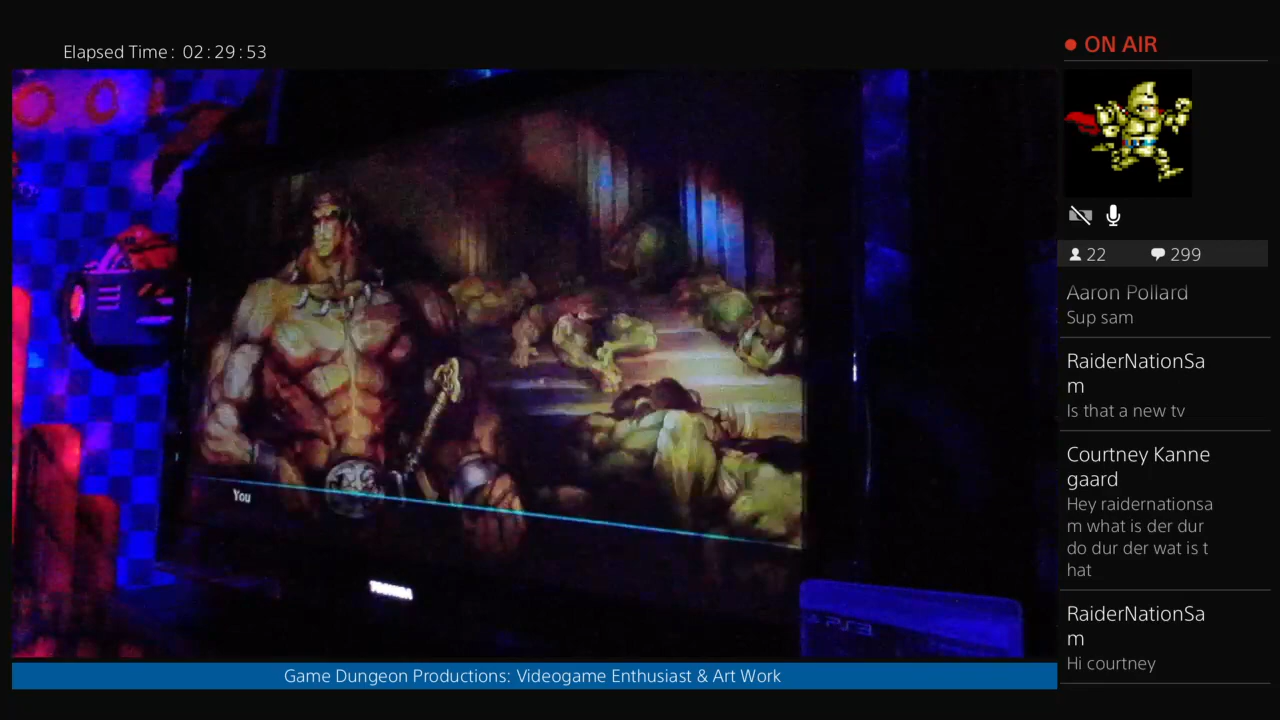 Elapsed Time: 02:29:53
ON AIR
22 299
Aaron Pollard
Sup sam
RaiderNationSa
m
Is that a new tv
Courtney Kanne
gaard
Hey raidernationsa
m what is der dur
do dur der wat is t
hat
RaiderNationSa
m
Hi courtney
You
TOSHIBA
PS3
Game Dungeon Productions: Videogame Enthusiast & Art Work